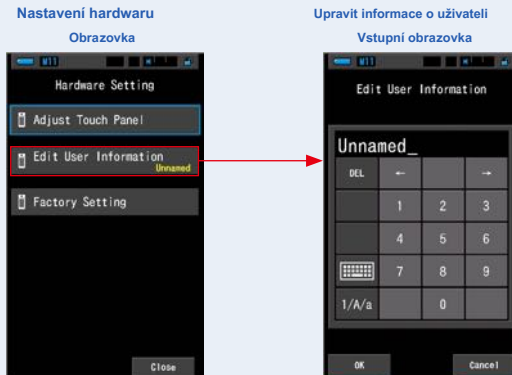 Nastavení hardwaru
Obrazovka
M11
Hardware Setting
Adjust Touch Panel
Edit User Information
Unnamed
Factory Setting
Close
Upravit informace o uživateli
Vstupní obrazovka
M11
Edit User Information
Unnamed_
DEL ← →
1 2 3
4 5 6
7 8 9
1/A/a 0
OK Cancel